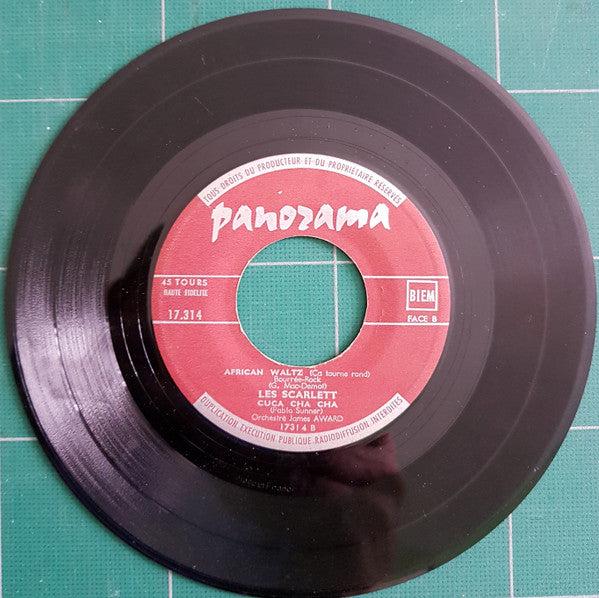 TOUS DROITS DU PRODUCTEUR ET DU PROPRIETAIRE RESERVES
panorama
45 TOURS
HAUTE FIDELITE
17.314
BIEM
FACE B
AFRICAN WALTZ (Ca tourne rond)
Bourrée-Rock
(G. Mac-Demot)
LES SCARLETT
CUCA CHA CHA
(Fabio Sunner)
Orchestre James AWARD
17314 B
DUPLICATION EXECUTION PUBLIQUE RADIODIFFUSION INTERDITES